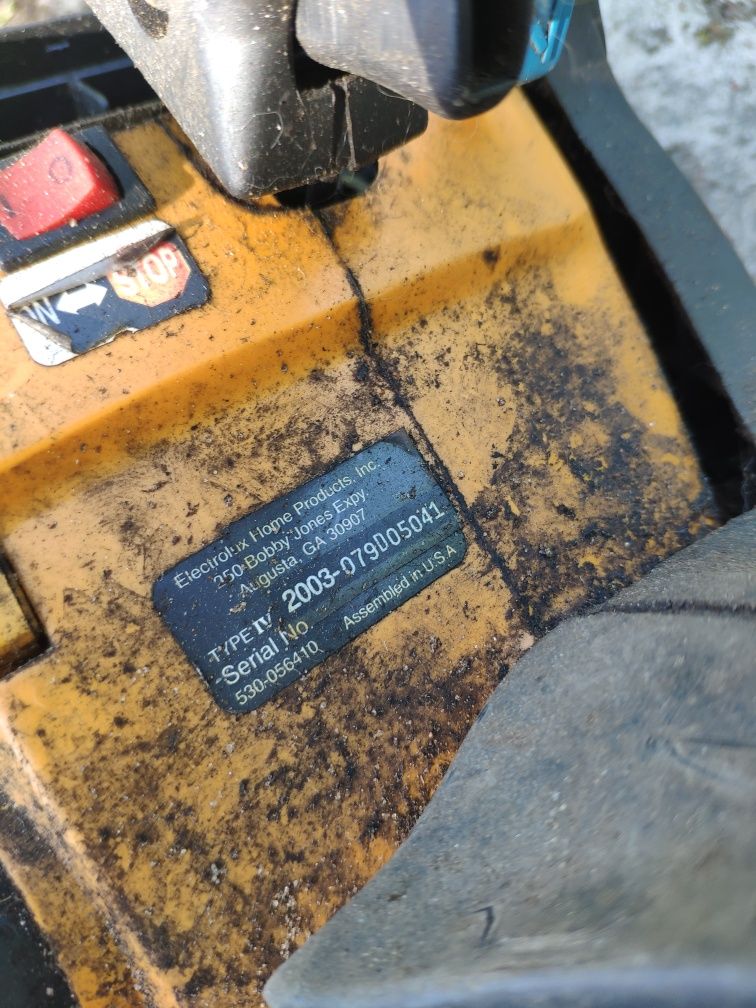 O
STOP
Electrolux Home Products, Inc.
250 Bobby Jones Expy.
Augusta, GA 30907
TYPE IV 2003-079D05041
Serial No
530-056410 Assembled in U.S.A